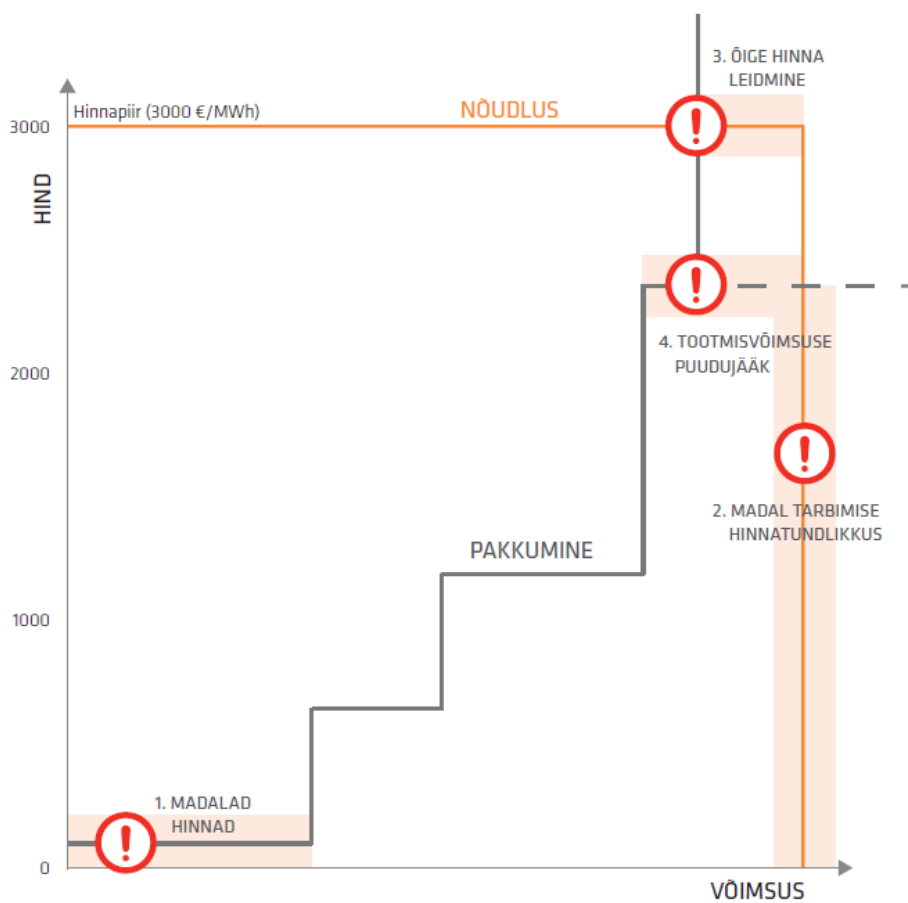 3. ÕIGE HINNA
LEIDMINE
Hinnapiir (3000 €/MWh)
NÕUDLUS
3000
HIND
4. TOOTMISVÕIMSUSE
PUUDUJÄÄK
2000
2. MADAL TARBIMISE
HINNATUNDLIKKUS
PAKKUMINE
1000
1. MADALAD
HINNAD
0
VÕIMSUS